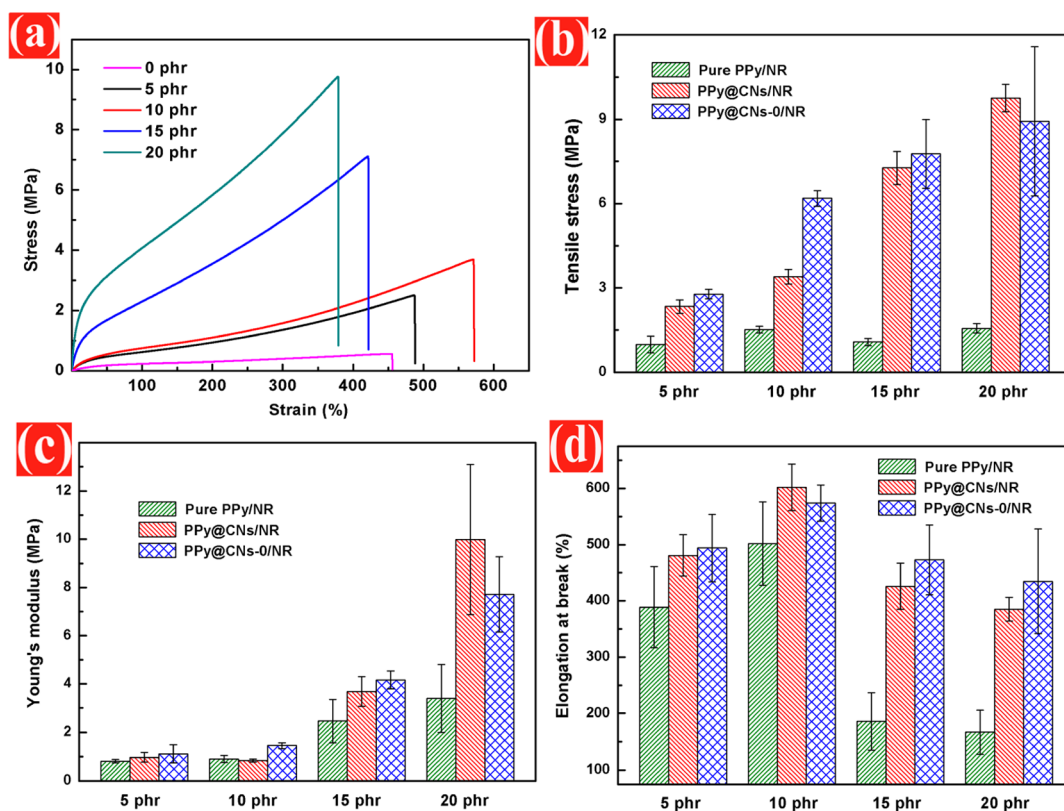 (a)
0 phr
5 phr
10 phr
15 phr
20 phr
10
8
6
4
2
0
Stress (MPa)
100 200 300 400 500 600
Strain (%)
(b)
Pure PPy/NR
PPy@CNs/NR
PPy@CNs-0/NR
12
9
6
3
0
Tensile stress (MPa)
5 phr 10 phr 15 phr 20 phr
(c)
Pure PPy/NR
PPy@CNs/NR
PPy@CNs-0/NR
12
10
8
6
4
2
0
Young's modulus (MPa)
5 phr 10 phr 15 phr 20 phr
(d)
Pure PPy/NR
PPy@CNs/NR
PPy@CNs-0/NR
600
500
400
300
200
100
Elongation at break (%)
5 phr 10 phr 15 phr 20 phr